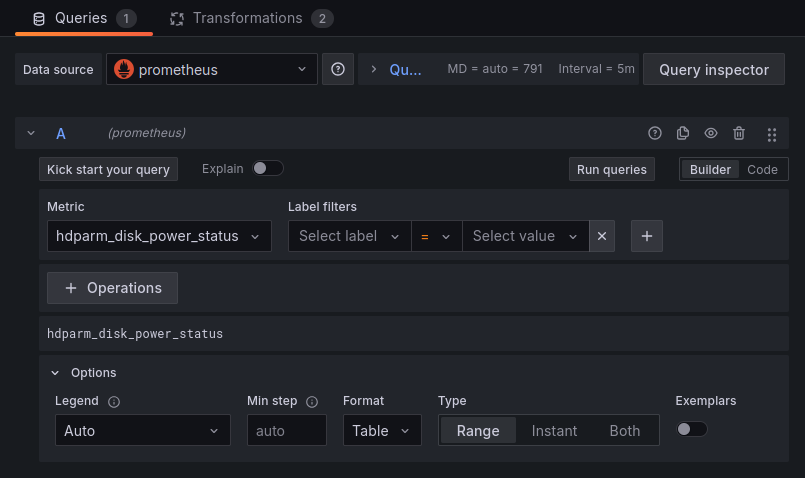 Queries 1 Transformations 2
Data source prometheus Qu... MD = auto = 791 Interval = 5m Query inspector
A (prometheus)
Kick start your query Explain Run queries Builder Code
Metric Label filters
hdparm_disk_power_status Select label = Select value
+ Operations
hdparm_disk_power_status
Options
Legend Min step Format Type Exemplars
Auto auto Table Range Instant Both